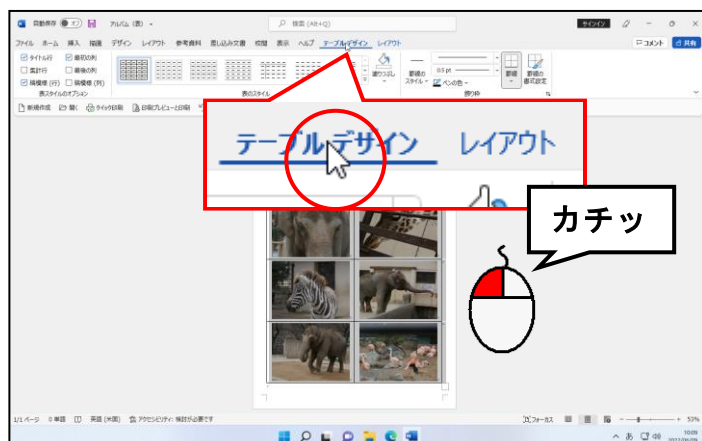 自動保存 オフ アルバム (表) 検索 (Alt+Q) サインイン
ファイル ホーム 挿入 描画 デザイン レイアウト 参考資料 差し込み文書 校閲 表示 ヘルプ テーブルデザイン レイアウト コメント 共有
タイトル行 最初の列
集計行 最後の列
縞模様 (行) 縞模様 (列)
塗りつぶし 罫線の スタイル 0.5 pt ペンの色 罫線 罫線の 書式設定
表スタイルのオプション 表のスタイル 飾り枠
新規作成 開く クイック印刷 印刷プレビューと印刷
テーブル デザイン レイアウト
カチッ
1/1 ページ 0 単語 英語 (米国) アクセシビリティ: 検討が必要です フォーカス 53%
あ 10:09